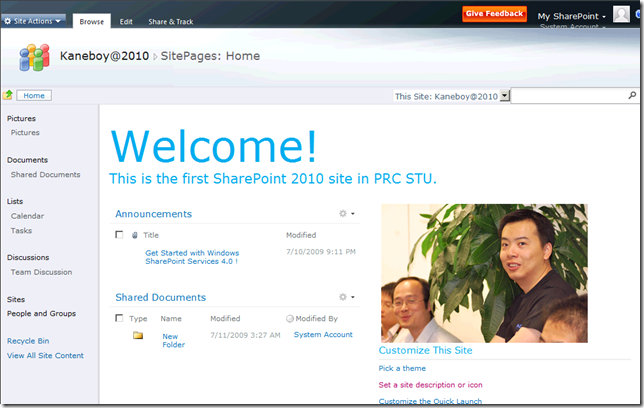 Site Actions Browse Edit Share & Track Give Feedback My SharePoint
System Account
Kaneboy@2010 SitePages: Home
Home This Site: Kaneboy@2010
Pictures
Pictures
Documents
Shared Documents
Lists
Calendar
Tasks
Discussions
Team Discussion
Sites
People and Groups
Recycle Bin
View All Site Content
Welcome!
This is the first SharePoint 2010 site in PRC STU.
Announcements
Title Modified
Get Started with Windows 7/10/2009 9:11 PM
SharePoint Services 4.0 !
Shared Documents
Type Name Modified Modified By
New 7/11/2009 3:27 AM System Account
Folder
Customize This Site
Pick a theme
Set a site description or icon
Customize the Quick Launch